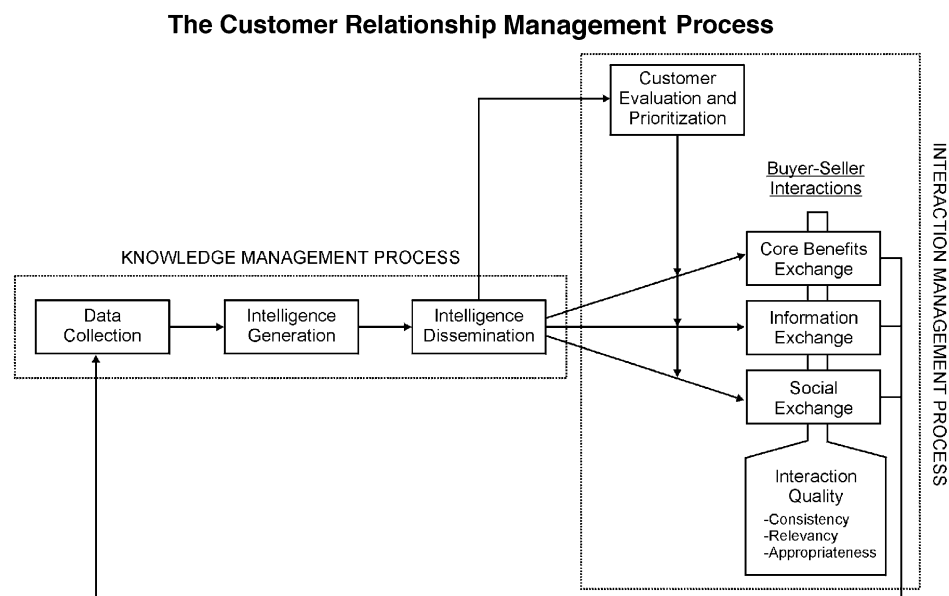 The Customer Relationship Management Process
Customer
Evaluation and
Prioritization
Buyer-Seller
Interactions
KNOWLEDGE MANAGEMENT PROCESS
Data
Collection
Intelligence
Generation
Intelligence
Dissemination
Core Benefits
Exchange
Information
Exchange
Social
Exchange
Interaction
Quality
-Consistency
-Relevancy
-Appropriateness
INTERACTION MANAGEMENT PROCESS